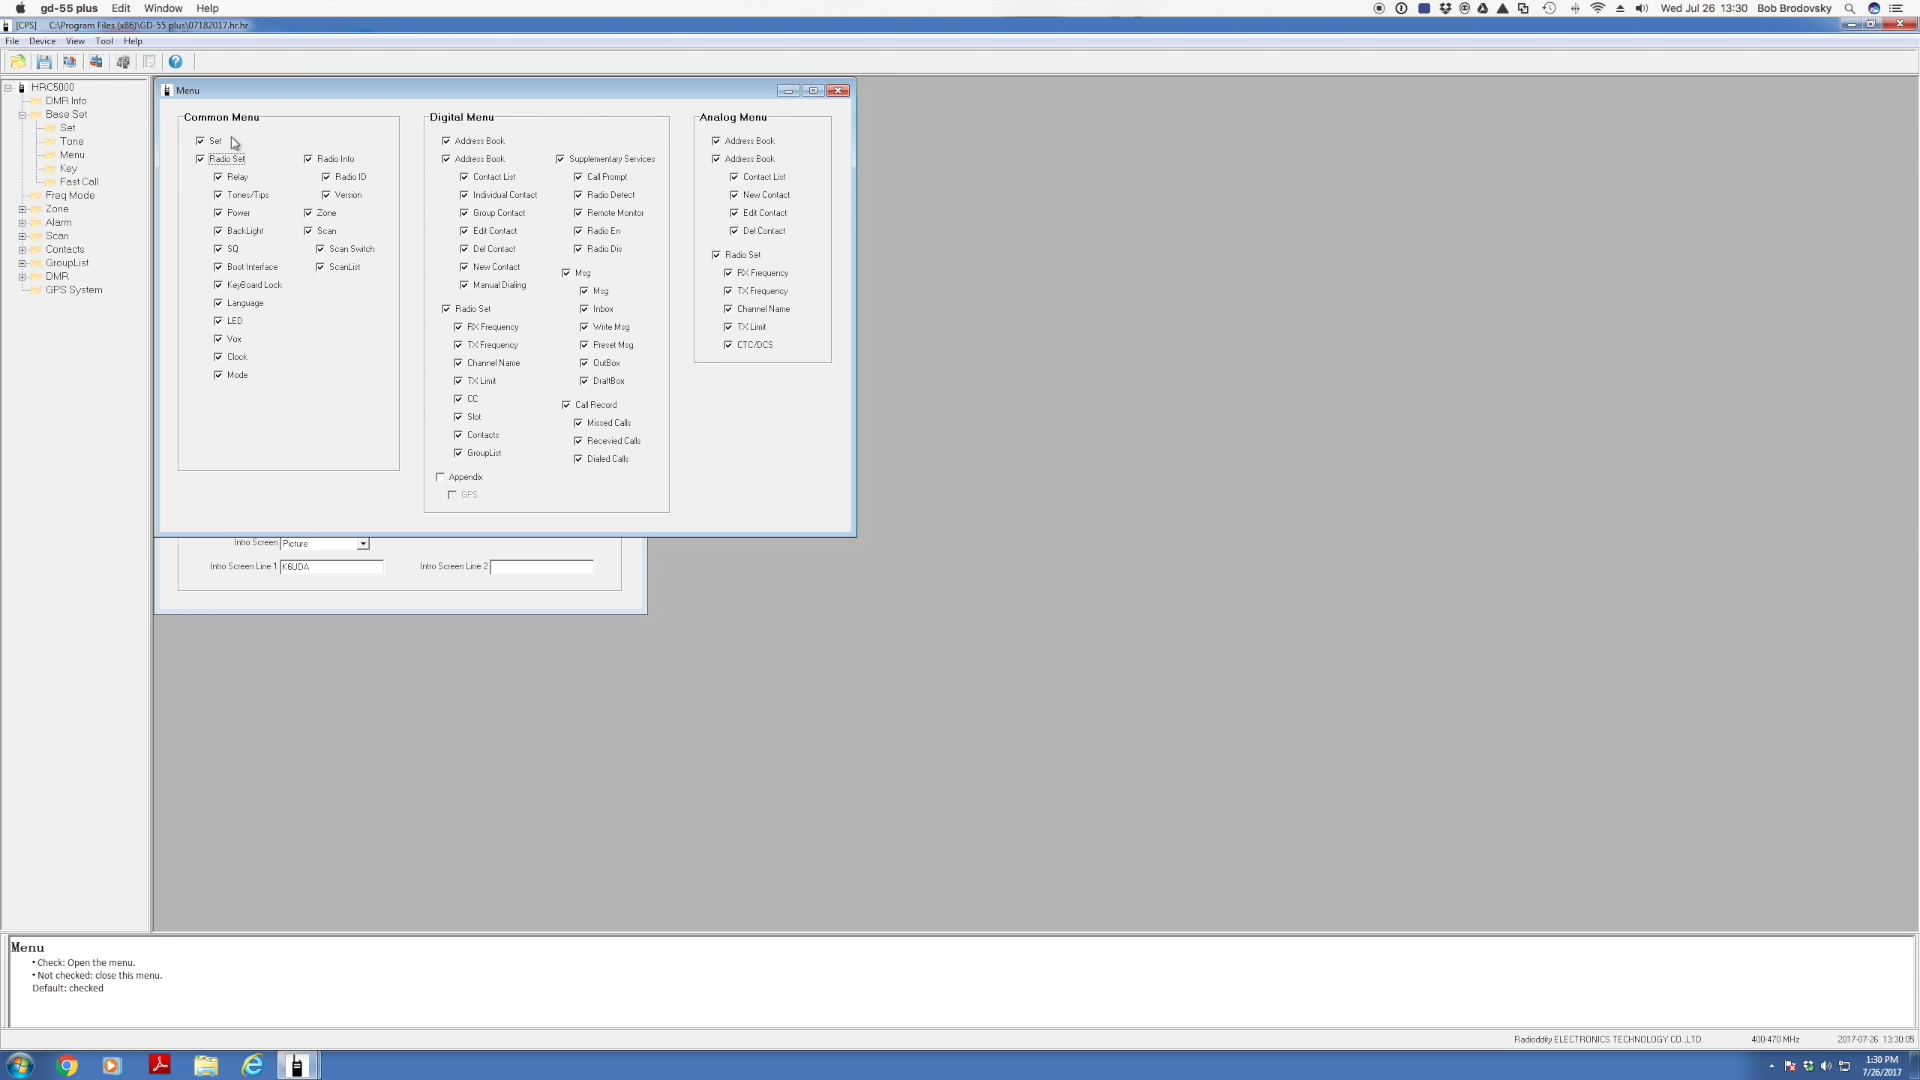 gd-55 plus Edit Window Help Wed Jul 26 13:30 Bob Brodovsky
[CPS] C:\Program Files (x86)\GD-55 plus\07182017.hr.hr
File Device View Tool Help
HRC5000
DMR Info
Base Set
Set
Tone
Menu
Key
Fast Call
Freq Mode
Zone
Alarm
Scan
Contacts
GroupList
DMR
GPS System
Menu
Common Menu
Set
Radio Set
Relay
Tones/Tips
Power
BackLight
SQ
Boot Interface
KeyBoard Lock
Language
LED
Vox
Clock
Mode
Radio Info
Radio ID
Version
Zone
Scan
Scan Switch
ScanList
Digital Menu
Address Book
Address Book
Contact List
Individual Contact
Group Contact
Edit Contact
Del Contact
New Contact
Manual Dialing
Radio Set
RX Frequency
TX Frequency
Channel Name
TX Limit
CC
Slot
Contacts
GroupList
Appendix
GPS
Supplementary Services
Call Prompt
Radio Detect
Remote Monitor
Radio En
Radio Dis
Msg
Msg
Inbox
Write Msg
Preset Msg
OutBox
DraftBox
Call Record
Missed Calls
Recevied Calls
Dialed Calls
Analog Menu
Address Book
Address Book
Contact List
New Contact
Edit Contact
Del Contact
Radio Set
RX Frequency
TX Frequency
Channel Name
TX Limit
CTC/DCS
Intro Screen Picture
Intro Screen Line 1 K6UDA Intro Screen Line 2
Menu
• Check: Open the menu.
• Not checked: close this menu.
Default: checked
Radioddity ELECTRONICS TECHNOLOGY CO.,LTD. 400-470 MHz 2017-07-26 13:30:05
1:30 PM
7/26/2017